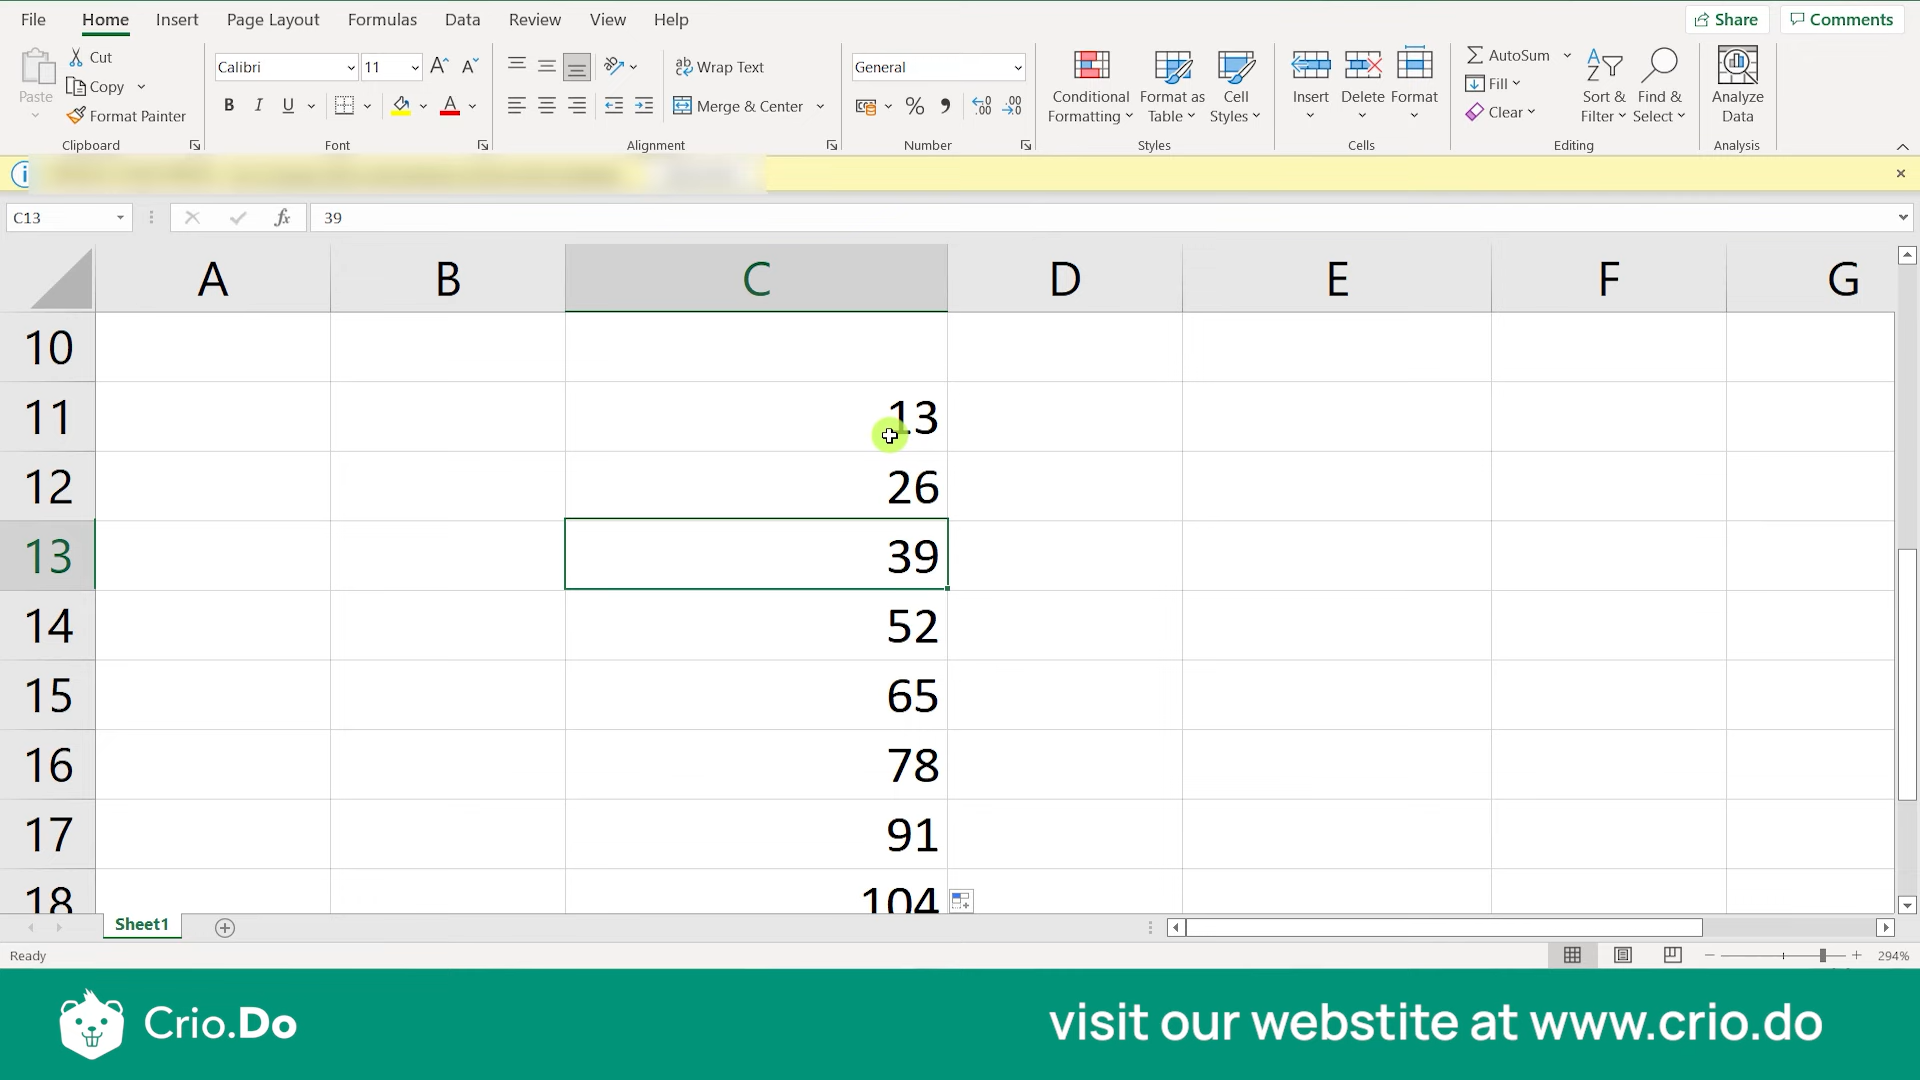 File Home Insert Page Layout Formulas Data Review View Help Share Comments
Paste Cut Copy Format Painter Clipboard
Calibri 11 B I U A Font
ab Wrap Text Merge & Center Alignment
General % Number
Conditional Formatting Format as Table Cell Styles Styles
Insert Delete Format Cells
AutoSum Fill Clear Sort & Filter Find & Select Editing
Analyze Data Analysis
C13 fx 39
A B C D E F G
10
11 13
12 26
13 39
14 52
15 65
16 78
17 91
18 104
Sheet1
Ready 294%
Crio.Do visit our webstite at www.crio.do